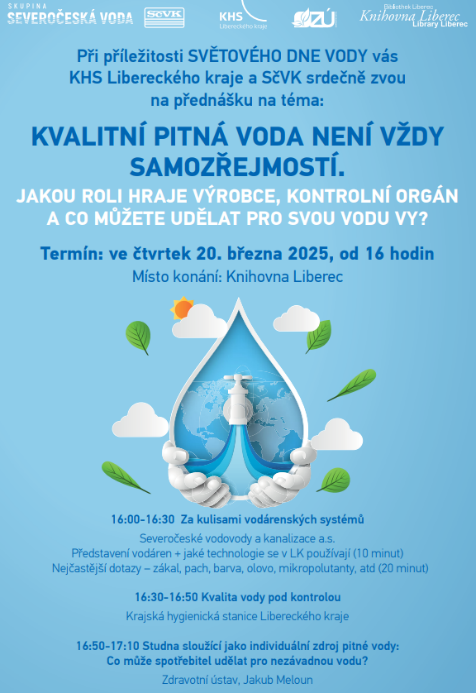 SKUPINA
SEVEROČESKÁ VODA
SčVK
KHS
Libereckého kraje
ZÚ
Bibliothek Liberec
Knihovna Liberec
Library Liberec
Při příležitosti SVĚTOVÉHO DNE VODY vás
KHS Libereckého kraje a SčVK srdečně zvou
na přednášku na téma:
KVALITNÍ PITNÁ VODA NENÍ VŽDY
SAMOZŘEJMOSTÍ.
JAKOU ROLI HRAJE VÝROBCE, KONTROLNÍ ORGÁN
A CO MŮŽETE UDĚLAT PRO SVOU VODU VY?
Termín: ve čtvrtek 20. března 2025, od 16 hodin
Místo konání: Knihovna Liberec
16:00-16:30 Za kulisami vodárenských systémů
Severočeské vodovody a kanalizace a.s.
Představení vodáren + jaké technologie se v LK používají (10 minut)
Nejčastější dotazy – zákal, pach, barva, olovo, mikropolutanty, atd (20 minut)
16:30-16:50 Kvalita vody pod kontrolou
Krajská hygienická stanice Libereckého kraje
16:50-17:10 Studna sloužící jako individuální zdroj pitné vody:
Co může spotřebitel udělat pro nezávadnou vodu?
Zdravotní ústav, Jakub Meloun